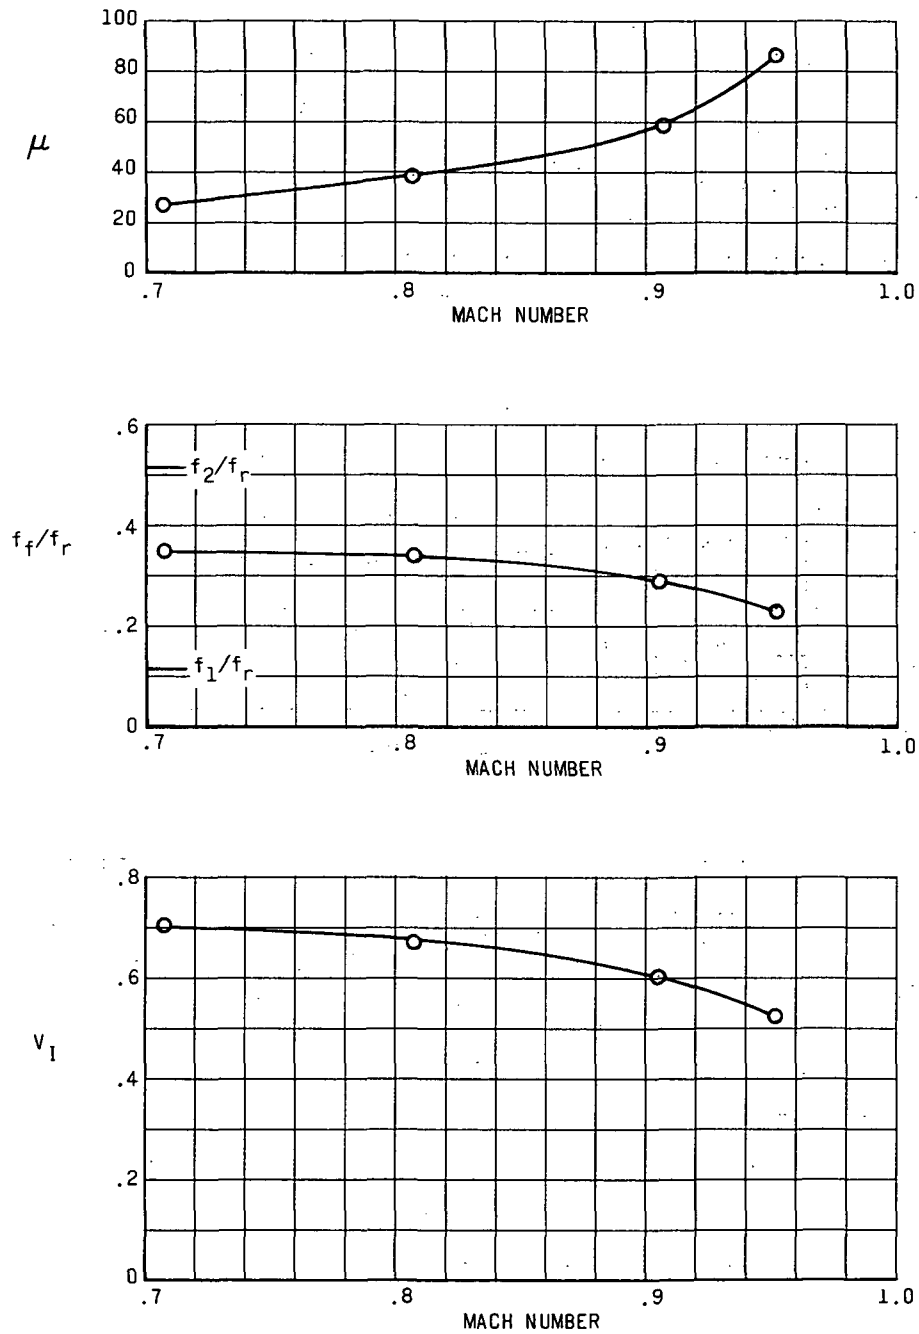 100
80
60
μ
40
20
0
.7 .8 .9 1.0
MACH NUMBER
.6
f2/fr
.4
ff/fr
.2
f1/fr
0
.7 .8 .9 1.0
MACH NUMBER
.8
.6
VI
.4
.2
0
.7 .8 .9 1.0
MACH NUMBER